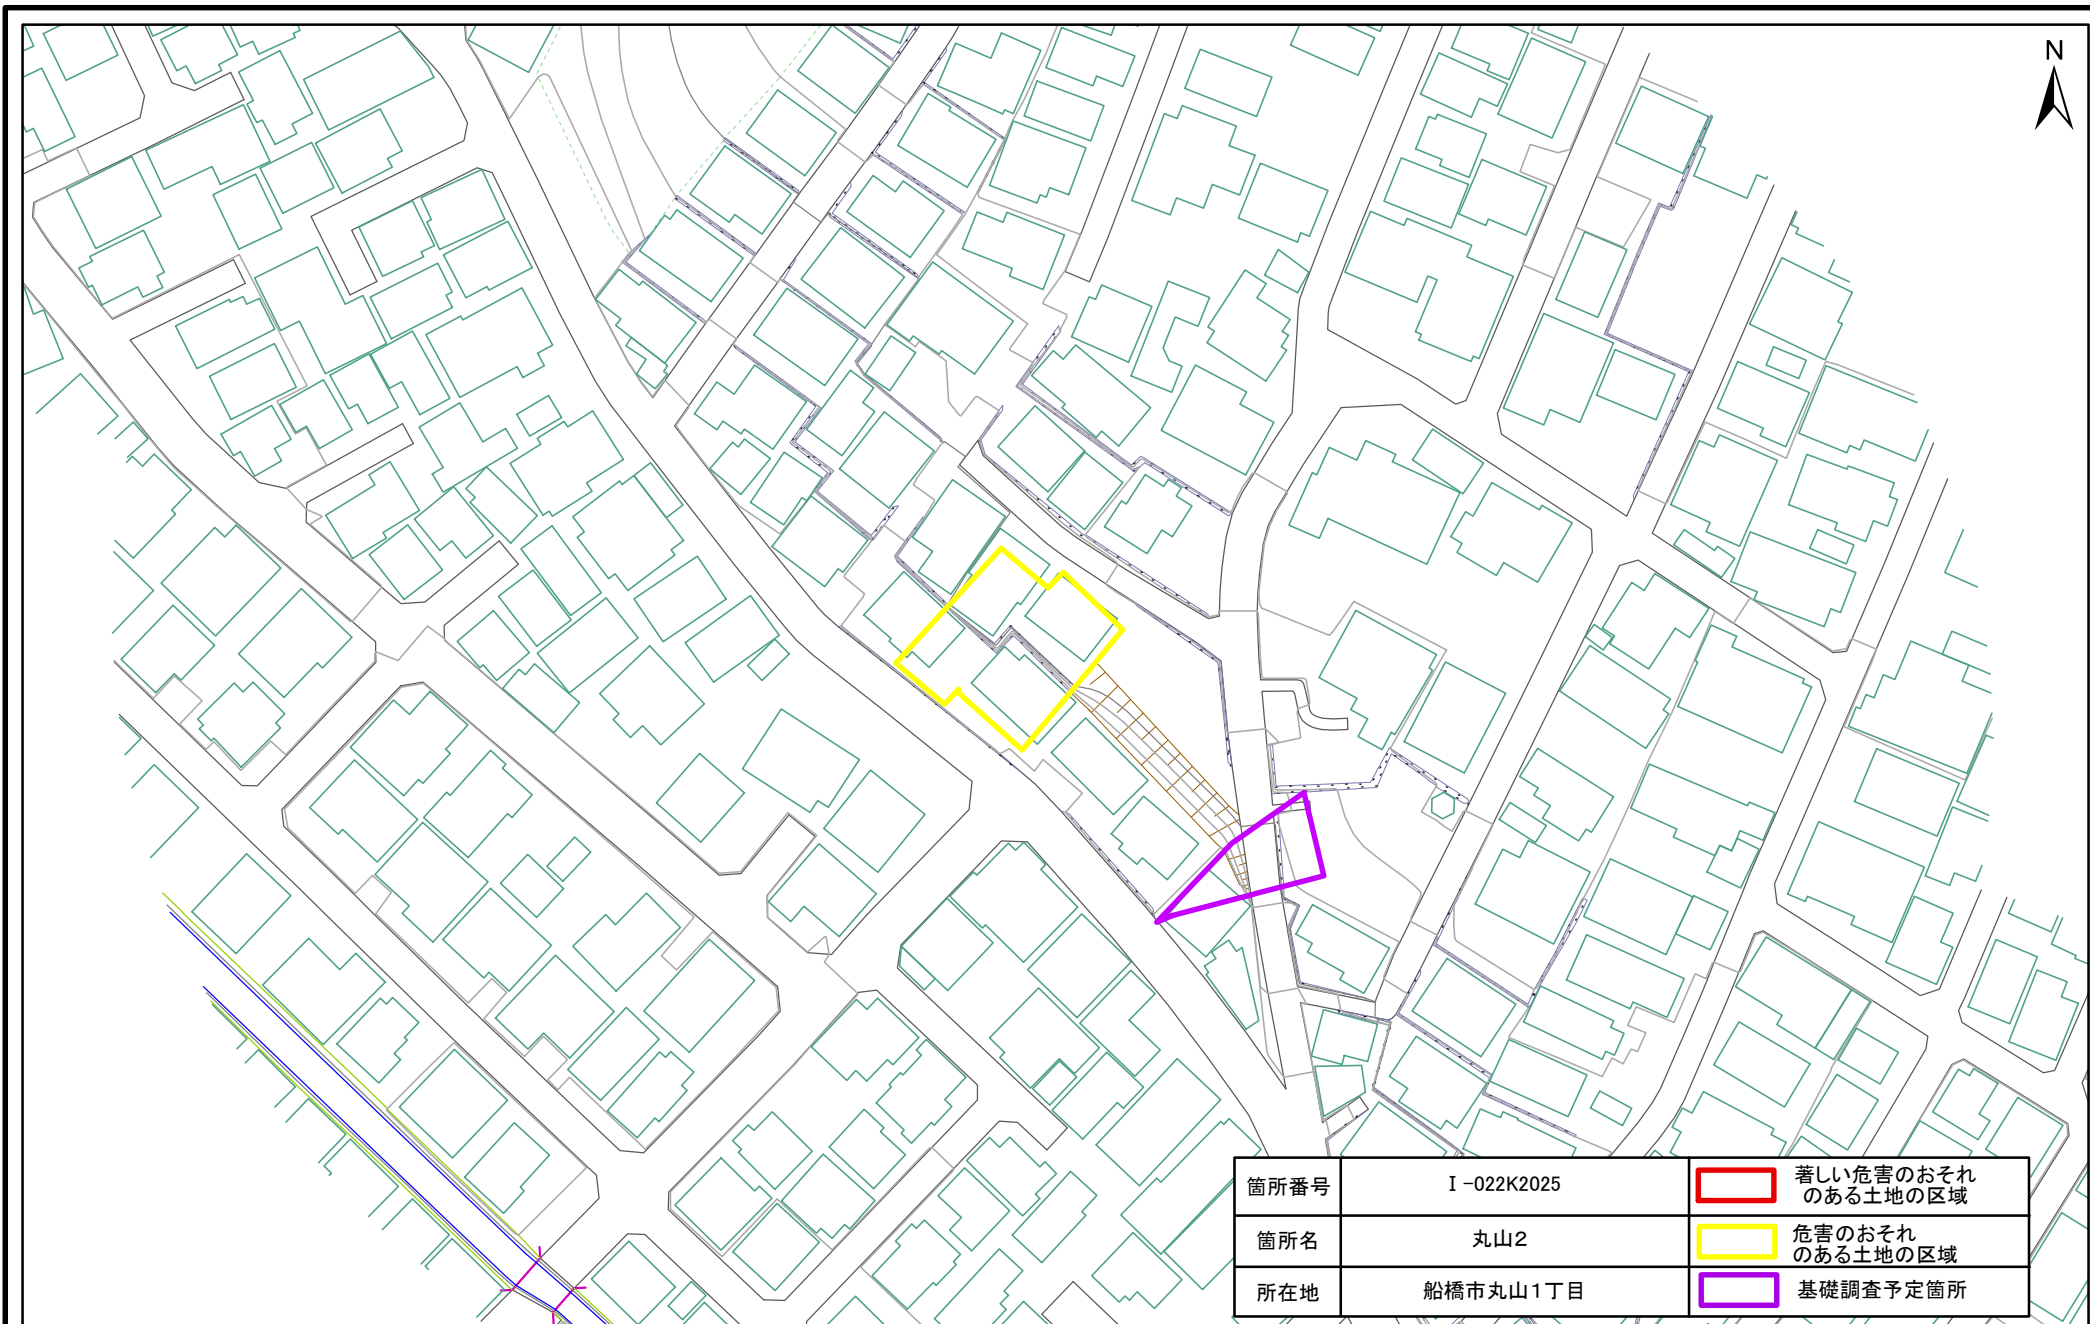 N
箇所番号
Ⅰ-022K2025
著しい危害のおそれ
のある土地の区域
箇所名
丸山2
危害のおそれ
のある土地の区域
所在地
船橋市丸山1丁目
基礎調査予定箇所